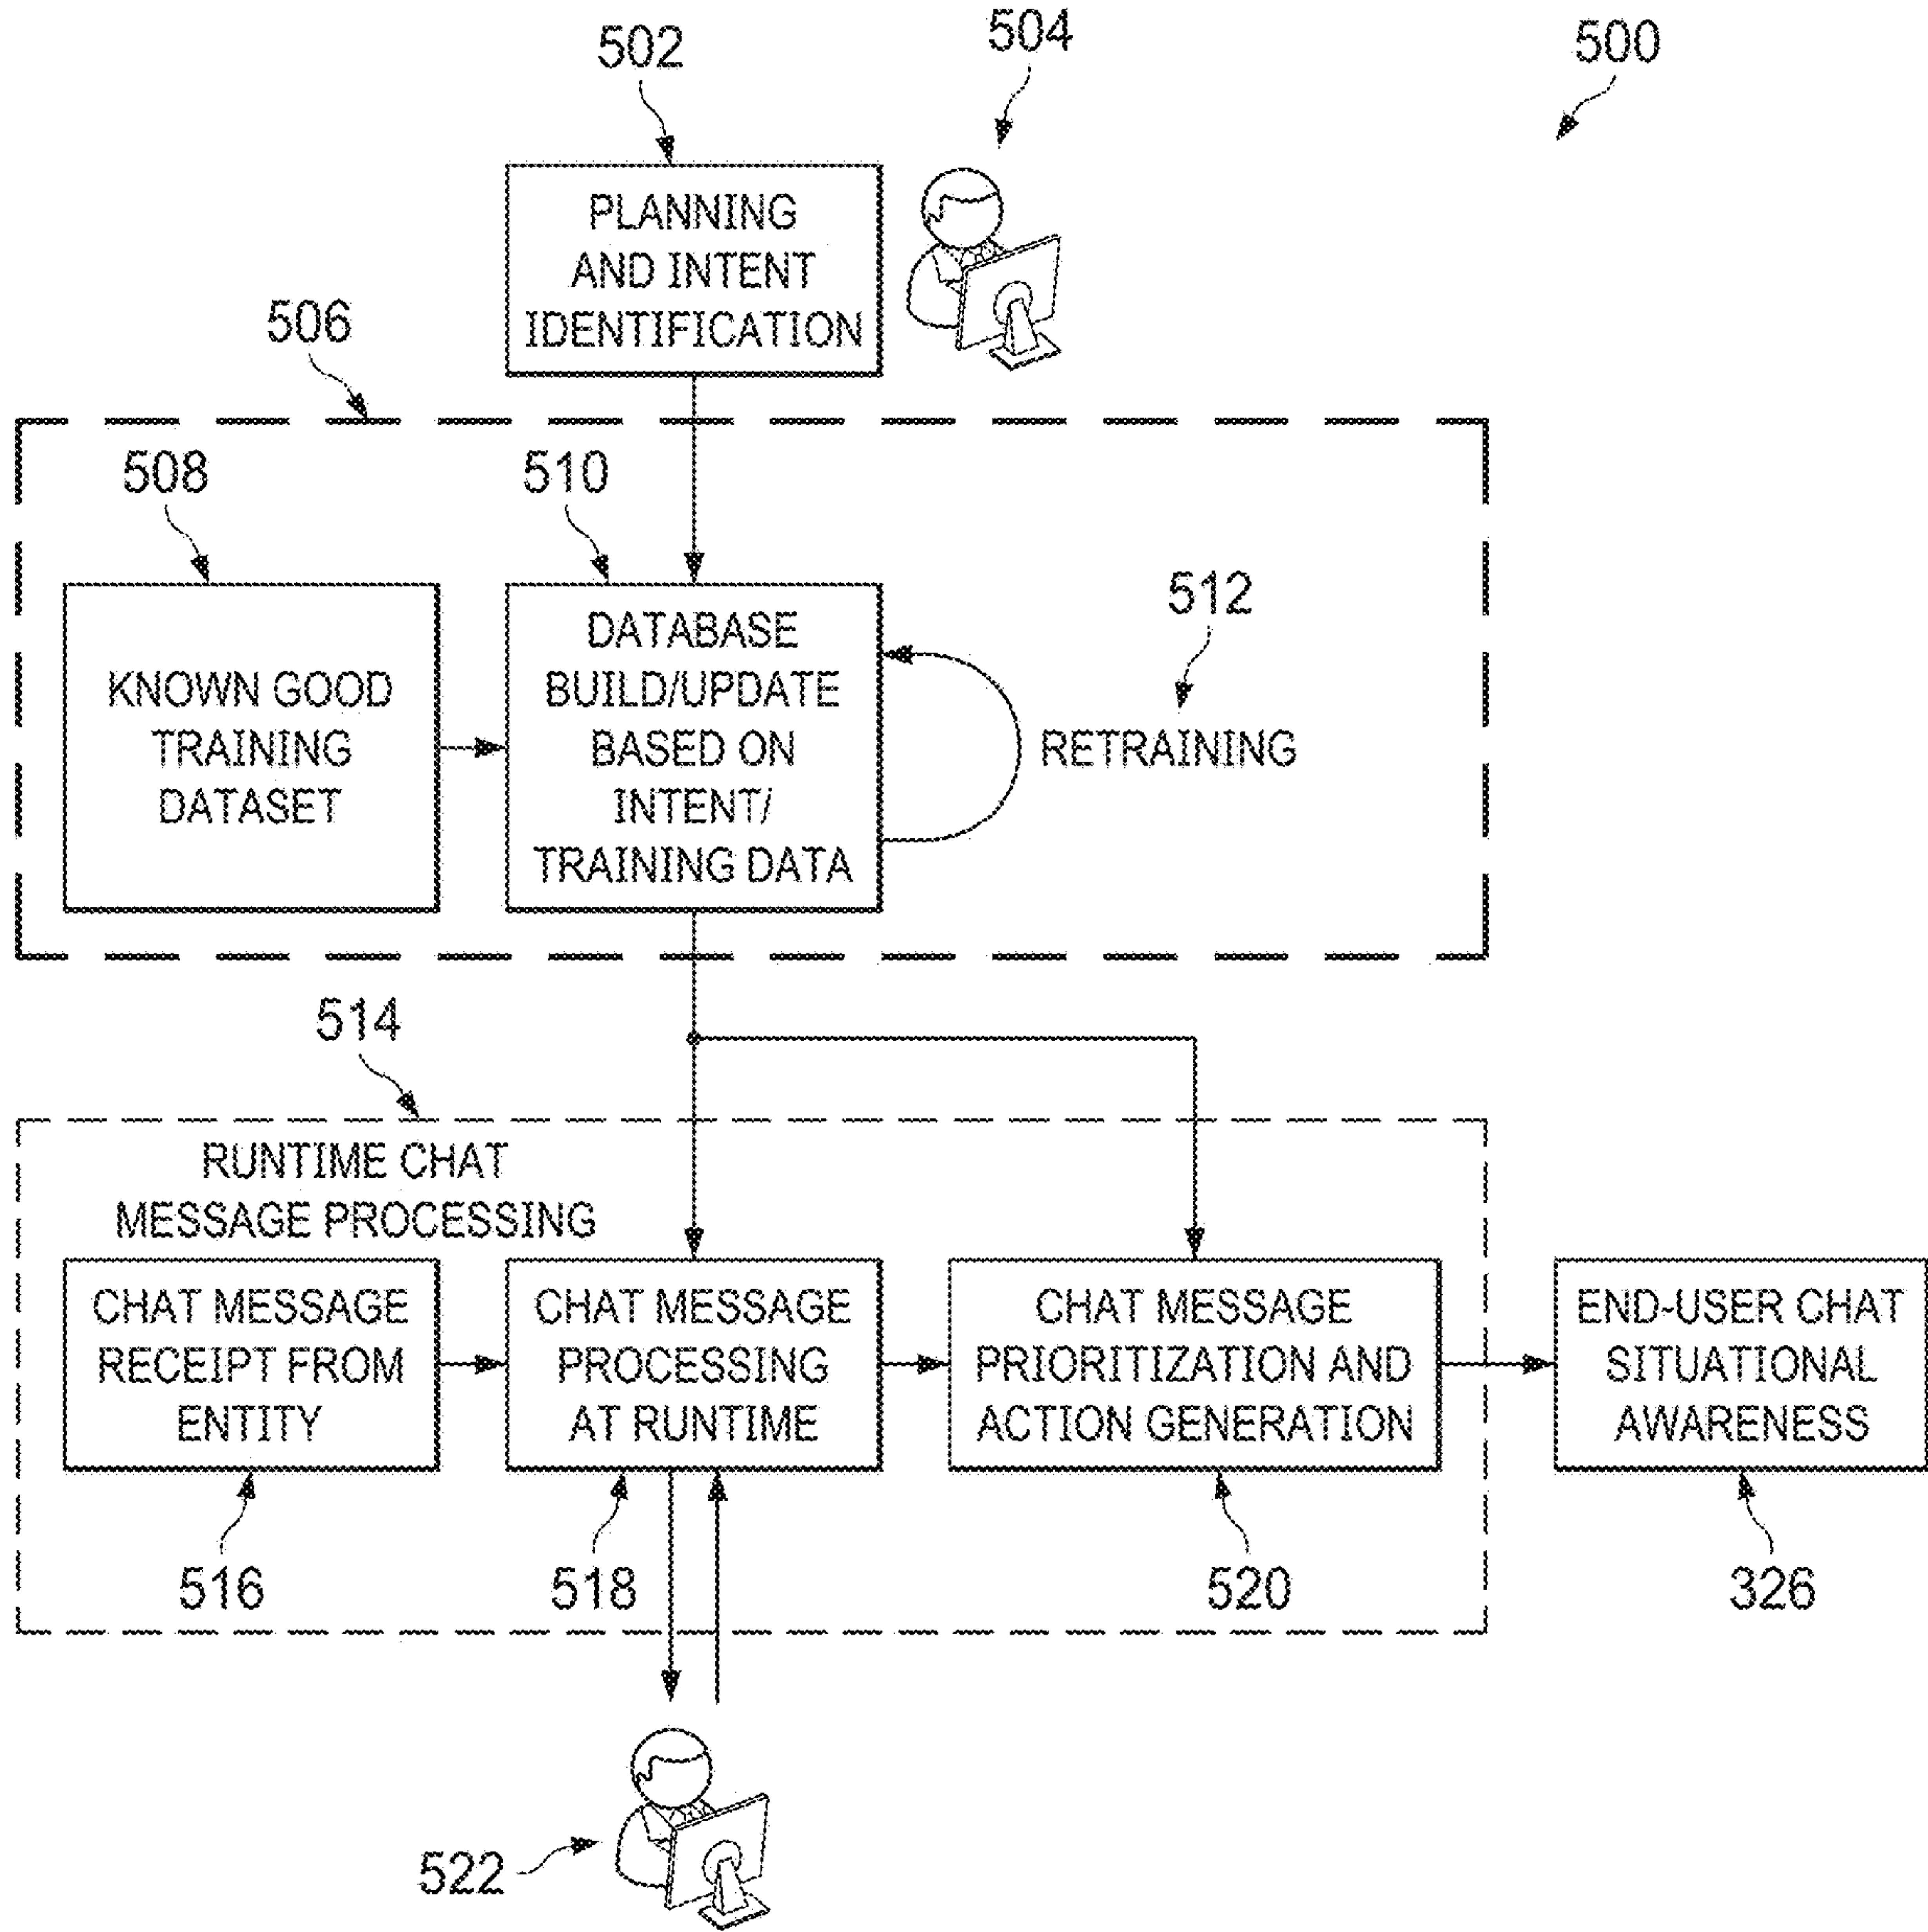 502
504
500
PLANNING
AND INTENT
IDENTIFICATION
506
508
510
512
KNOWN GOOD
TRAINING
DATASET
DATABASE
BUILD/UPDATE
BASED ON
INTENT/
TRAINING DATA
RETRAINING
514
RUNTIME CHAT
MESSAGE PROCESSING
CHAT MESSAGE
RECEIPT FROM
ENTITY
CHAT MESSAGE
PROCESSING
AT RUNTIME
CHAT MESSAGE
PRIORITIZATION AND
ACTION GENERATION
END-USER CHAT
SITUATIONAL
AWARENESS
516
518
520
326
522